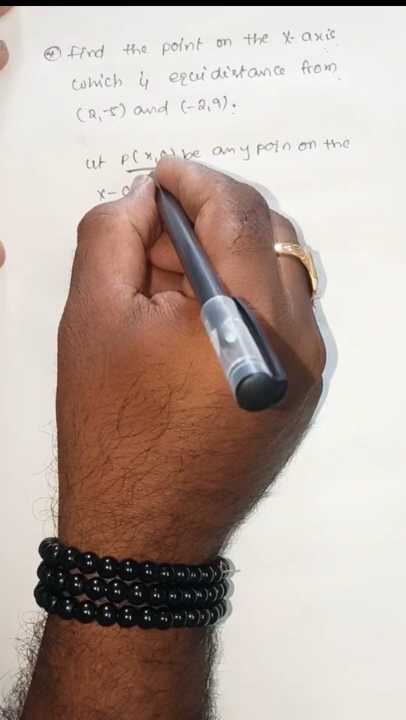 ④ Find the point on the x-axis
which is equidistance from
(2,-5) and (-2,9).
Let P(x,0) be any poin on the
x-a